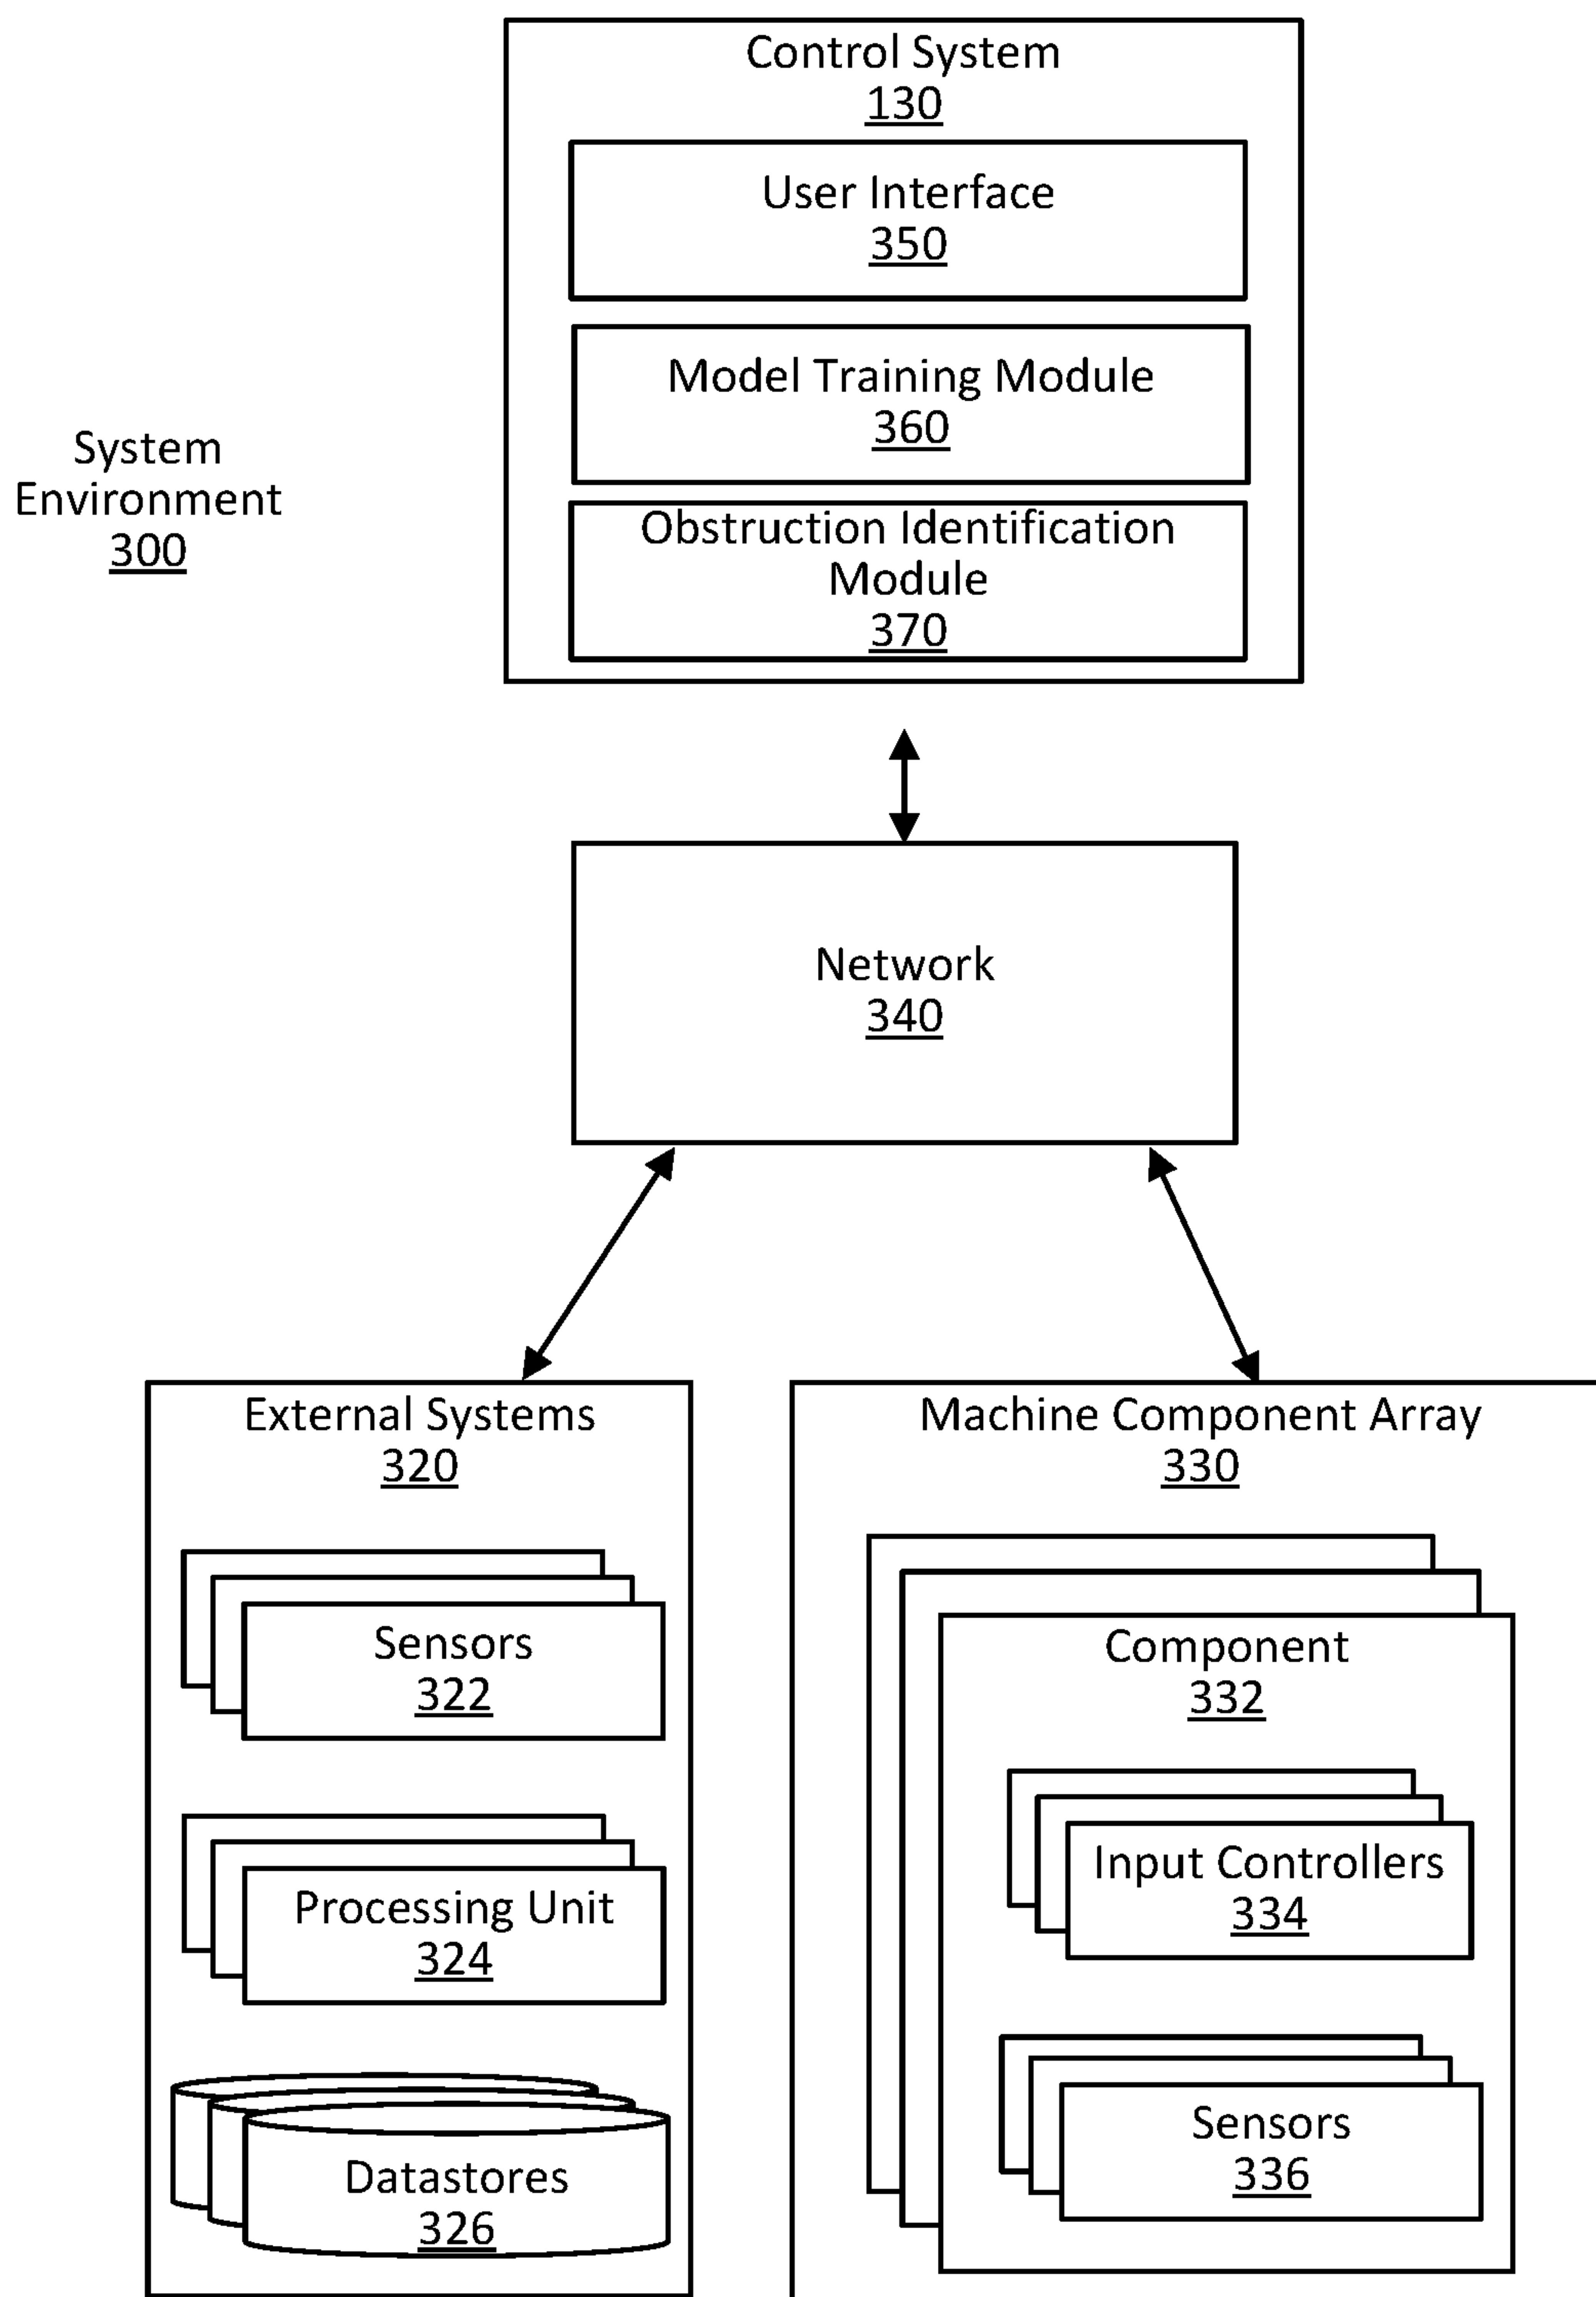 Control System
130
User Interface
350
Model Training Module
360
Obstruction Identification
Module
370
System
Environment
300
Network
340
External Systems
320
Sensors
322
Processing Unit
324
Datastores
326
Machine Component Array
330
Component
332
Input Controllers
334
Sensors
336